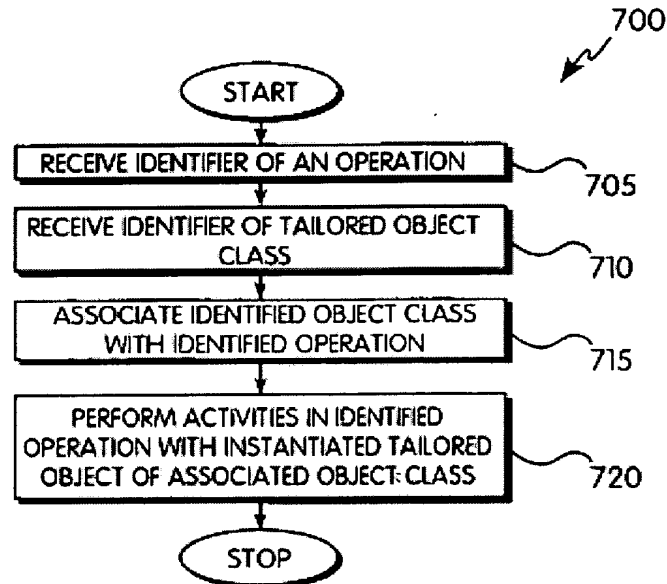 700
START
RECEIVE IDENTIFIER OF AN OPERATION
705
RECEIVE IDENTIFIER OF TAILORED OBJECT
CLASS
710
ASSOCIATE IDENTIFIED OBJECT CLASS
WITH IDENTIFIED OPERATION
715
PERFORM ACTIVITIES IN IDENTIFIED
OPERATION WITH INSTANTIATED TAILORED
OBJECT OF ASSOCIATED OBJECT CLASS
720
STOP